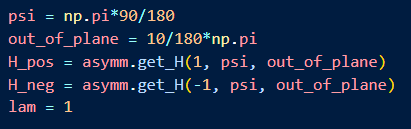 psi = np.pi*90/180
out_of_plane = 10/180*np.pi
H_pos = asymm.get_H(1, psi, out_of_plane)
H_neg = asymm.get_H(-1, psi, out_of_plane)
lam = 1